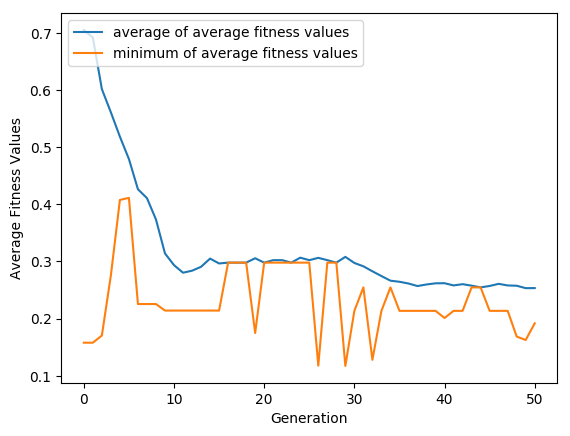 average of average fitness values
minimum of average fitness values
0.7
0.6
0.5
0.4
0.3
0.2
0.1
Average Fitness Values
0 10 20 30 40 50
Generation